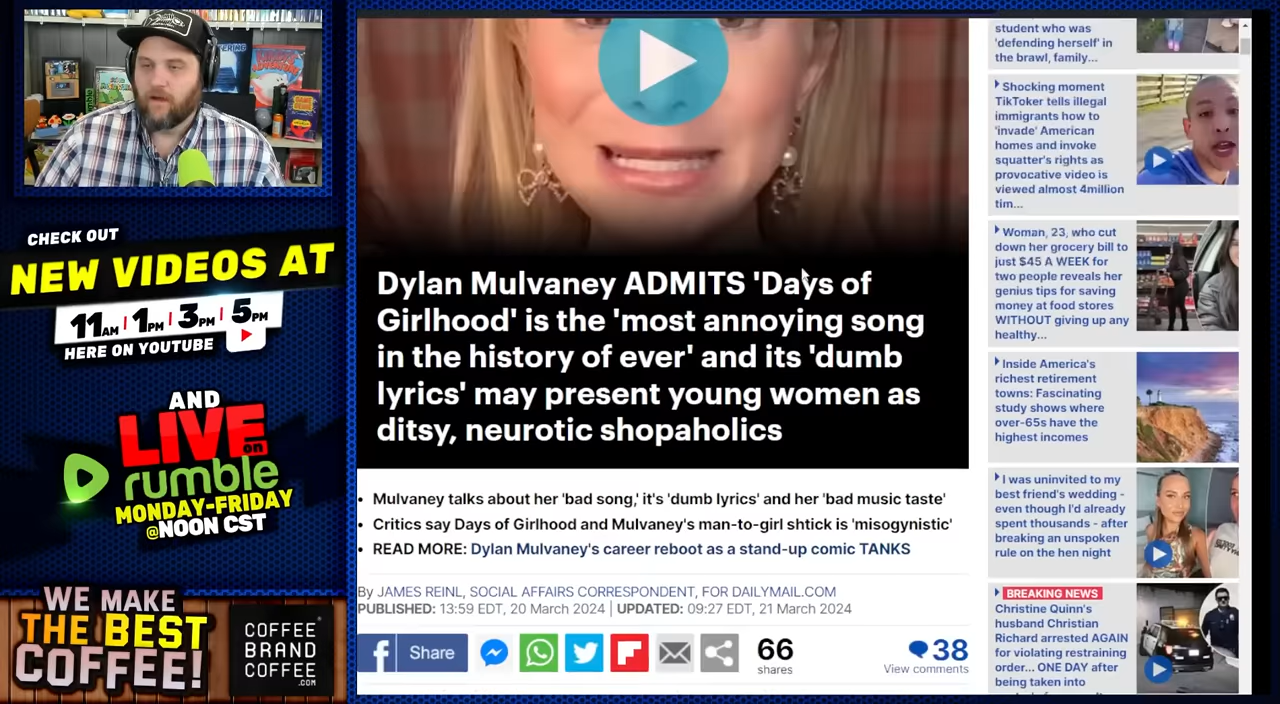 CHECK OUT
NEW VIDEOS AT
11AM | 1PM | 3PM | 5PM
HERE ON YOUTUBE
AND
LIVE on
rumble
MONDAY-FRIDAY
@NOON CST
WE MAKE
THE BEST
COFFEE!
COFFEE
BRAND
COFFEE
.COM
Dylan Mulvaney ADMITS 'Days of
Girlhood' is the 'most annoying song
in the history of ever' and its 'dumb
lyrics' may present young women as
ditsy, neurotic shopaholics
Mulvaney talks about her 'bad song,' it's 'dumb lyrics' and her 'bad music taste'
Critics say Days of Girlhood and Mulvaney's man-to-girl shtick is 'misogynistic'
READ MORE: Dylan Mulvaney's career reboot as a stand-up comic TANKS
By JAMES REINL, SOCIAL AFFAIRS CORRESPONDENT, FOR DAILYMAIL.COM
PUBLISHED: 13:59 EDT, 20 March 2024 | UPDATED: 09:27 EDT, 21 March 2024
Share
66
shares
38
View comments
student who was
'defending herself' in
the brawl, family...
Shocking moment
TikToker tells illegal
immigrants how to
'invade' American
homes and invoke
squatter's rights as
provocative video is
viewed almost 4million
tim...
Woman, 23, who cut
down her grocery bill to
just $45 A WEEK for
two people reveals her
genius tips for saving
money at food stores
WITHOUT giving up any
healthy...
Inside America's
richest retirement
towns: Fascinating
study shows where
over-65s have the
highest incomes
I was uninvited to my
best friend's wedding -
even though I'd already
spent thousands - after
breaking an unspoken
rule on the hen night
BREAKING NEWS
Christine Quinn's
husband Christian
Richard arrested AGAIN
for violating restraining
order... ONE DAY after
being taken into